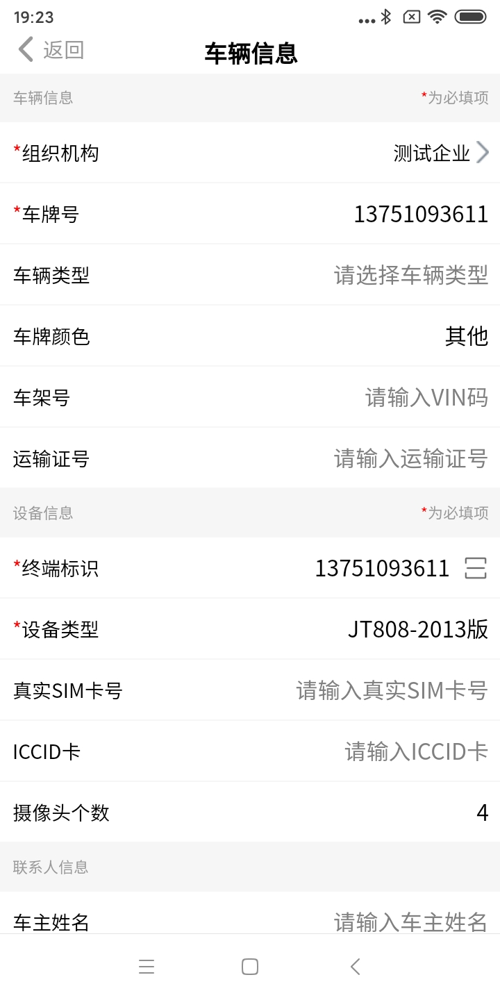 19:23
返回
车辆信息
车辆信息 *为必填项
*组织机构 测试企业
*车牌号 13751093611
车辆类型 请选择车辆类型
车牌颜色 其他
车架号 请输入VIN码
运输证号 请输入运输证号
设备信息 *为必填项
*终端标识 13751093611
*设备类型 JT808-2013版
真实SIM卡号 请输入真实SIM卡号
ICCID卡 请输入ICCID卡
摄像头个数 4
联系人信息
车主姓名 请输入车主姓名